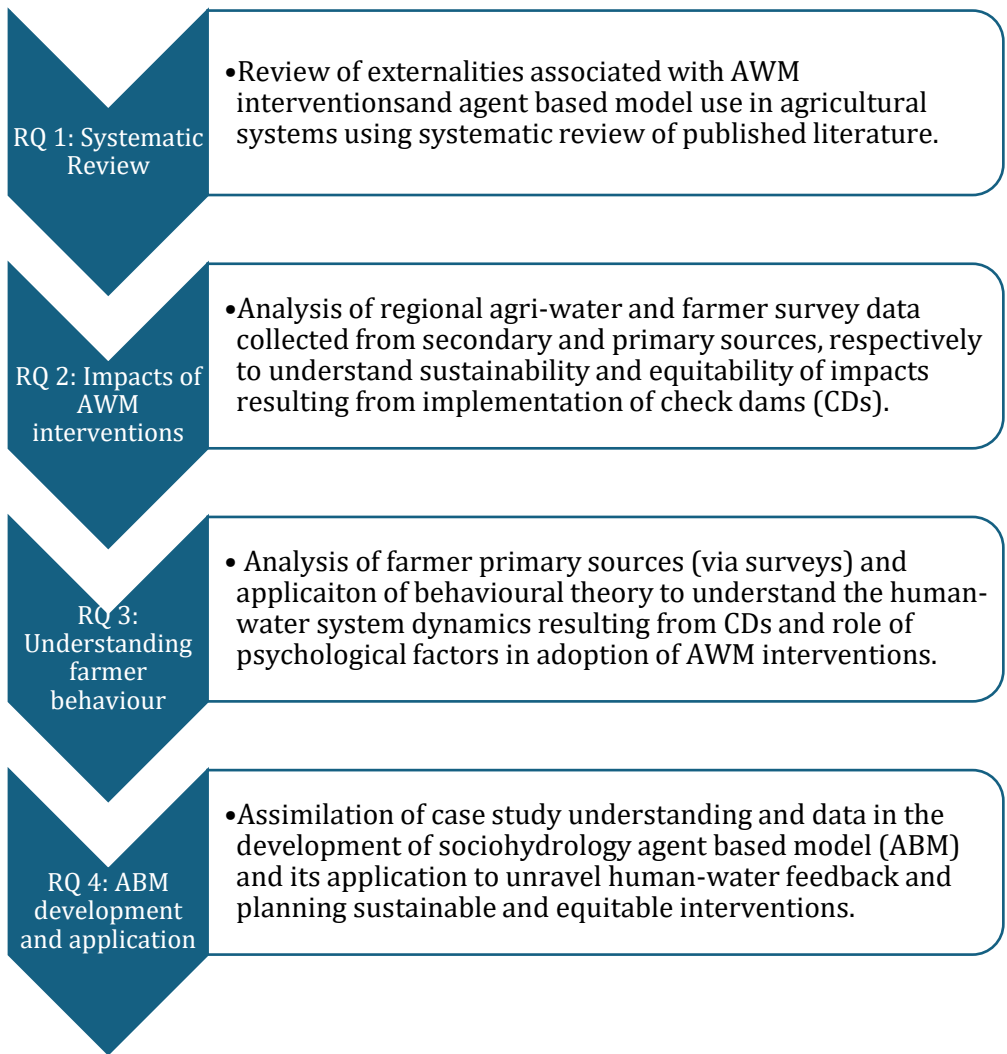 RQ 1: Systematic
Review
•Review of externalities associated with AWM
interventionsand agent based model use in agricultural
systems using systematic review of published literature.
RQ 2: Impacts of
AWM
interventions
•Analysis of regional agri-water and farmer survey data
collected from secondary and primary sources, respectively
to understand sustainability and equitability of impacts
resulting from implementation of check dams (CDs).
RQ 3:
Understanding
farmer
behaviour
• Analysis of farmer primary sources (via surveys) and
applicaiton of behavioural theory to understand the human-
water system dynamics resulting from CDs and role of
psychological factors in adoption of AWM interventions.
RQ 4: ABM
development
and application
•Assimilation of case study understanding and data in the
development of sociohydrology agent based model (ABM)
and its application to unravel human-water feedback and
planning sustainable and equitable interventions.